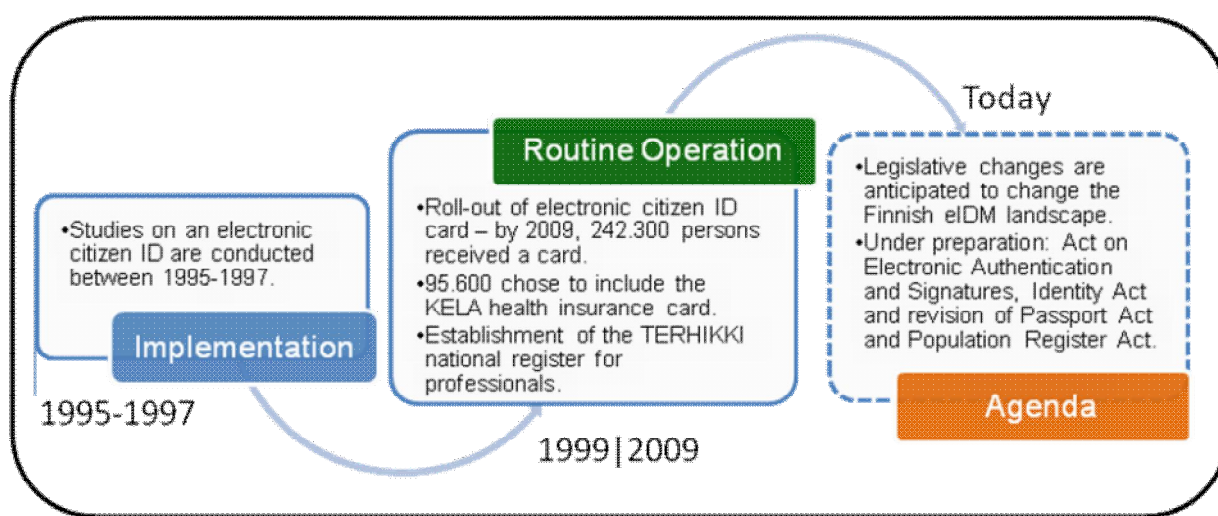 •Studies on an electronic
citizen ID are conducted
between 1995-1997.
Implementation
1995-1997
Routine Operation
•Roll-out of electronic citizen ID
card – by 2009, 242.300 persons
received a card.
•95.600 chose to include the
KELA health insurance card.
•Establishment of the TERHIKKI
national register for
professionals.
1999|2009
Today
•Legislative changes are
anticipated to change the
Finnish eIDM landscape.
•Under preparation: Act on
Electronic Authentication
and Signatures, Identity Act
and revision of Passport Act
and Population Register Act.
Agenda